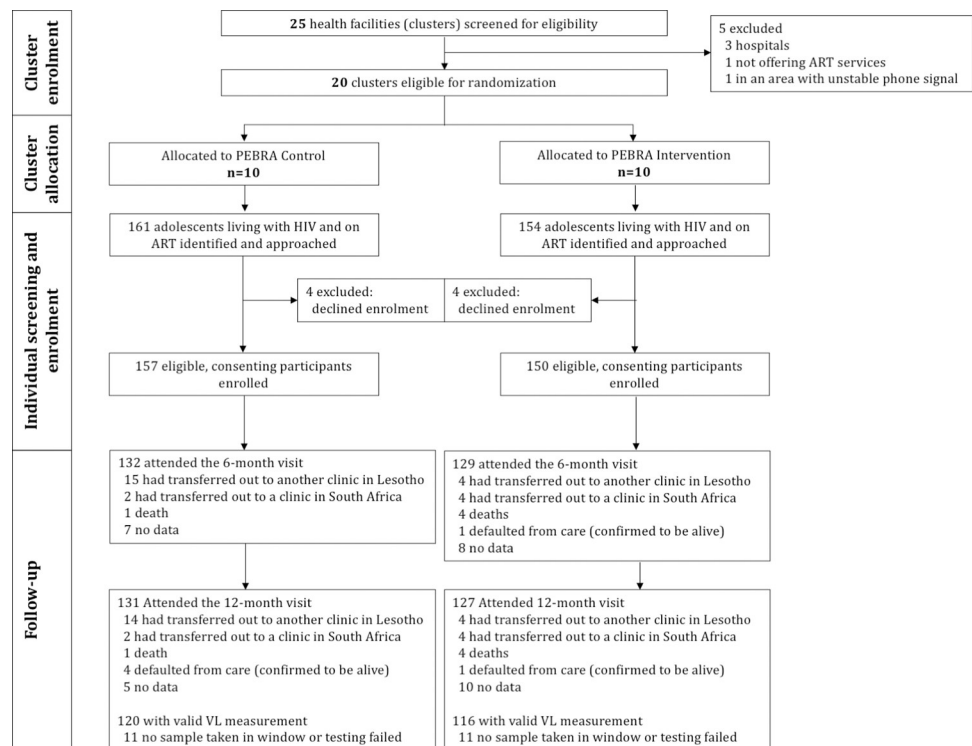 Cluster
enrolment
25 health facilities (clusters) screened for eligibility
5 excluded
3 hospitals
1 not offering ART services
1 in an area with unstable phone signal
20 clusters eligible for randomization
Cluster
allocation
Allocated to PEBRA Control
n=10
Allocated to PEBRA Intervention
n=10
Individual screening and
enrolment
161 adolescents living with HIV and on
ART identified and approached
154 adolescents living with HIV and on
ART identified and approached
4 excluded:
declined enrolment
4 excluded:
declined enrolment
157 eligible, consenting participants
enrolled
150 eligible, consenting participants
enrolled
Follow-up
132 attended the 6-month visit
15 had transferred out to another clinic in Lesotho
2 had transferred out to a clinic in South Africa
1 death
7 no data
129 attended the 6-month visit
4 had transferred out to another clinic in Lesotho
4 had transferred out to a clinic in South Africa
4 deaths
1 defaulted from care (confirmed to be alive)
8 no data
131 Attended the 12-month visit
14 had transferred out to another clinic in Lesotho
2 had transferred out to a clinic in South Africa
1 death
4 defaulted from care (confirmed to be alive)
5 no data
120 with valid VL measurement
11 no sample taken in window or testing failed
127 Attended 12-month visit
4 had transferred out to another clinic in Lesotho
4 had transferred out to a clinic in South Africa
4 deaths
1 defaulted from care (confirmed to be alive)
10 no data
116 with valid VL measurement
11 no sample taken in window or testing failed